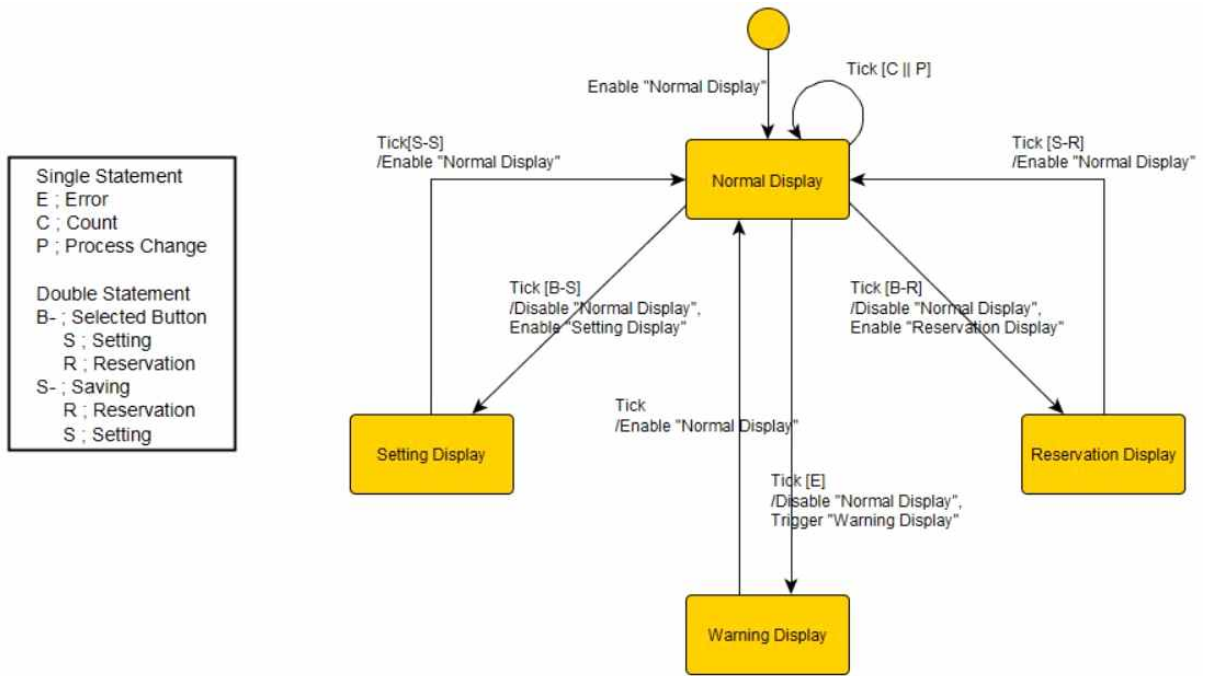 Enable "Normal Display"
Tick [C || P]
Tick[S-S]
/Enable "Normal Display"
Tick [S-R]
/Enable "Normal Display"
Normal Display
Single Statement
E ; Error
C ; Count
P ; Process Change
Double Statement
B- ; Selected Button
S ; Setting
R ; Reservation
S- ; Saving
R ; Reservation
S ; Setting
Tick [B-S]
/Disable "Normal Display",
Enable "Setting Display"
Tick [B-R]
/Disable "Normal Display",
Enable "Reservation Display"
Tick
/Enable "Normal Display"
Setting Display
Reservation Display
Tick [E]
/Disable "Normal Display",
Trigger "Warning Display"
Warning Display